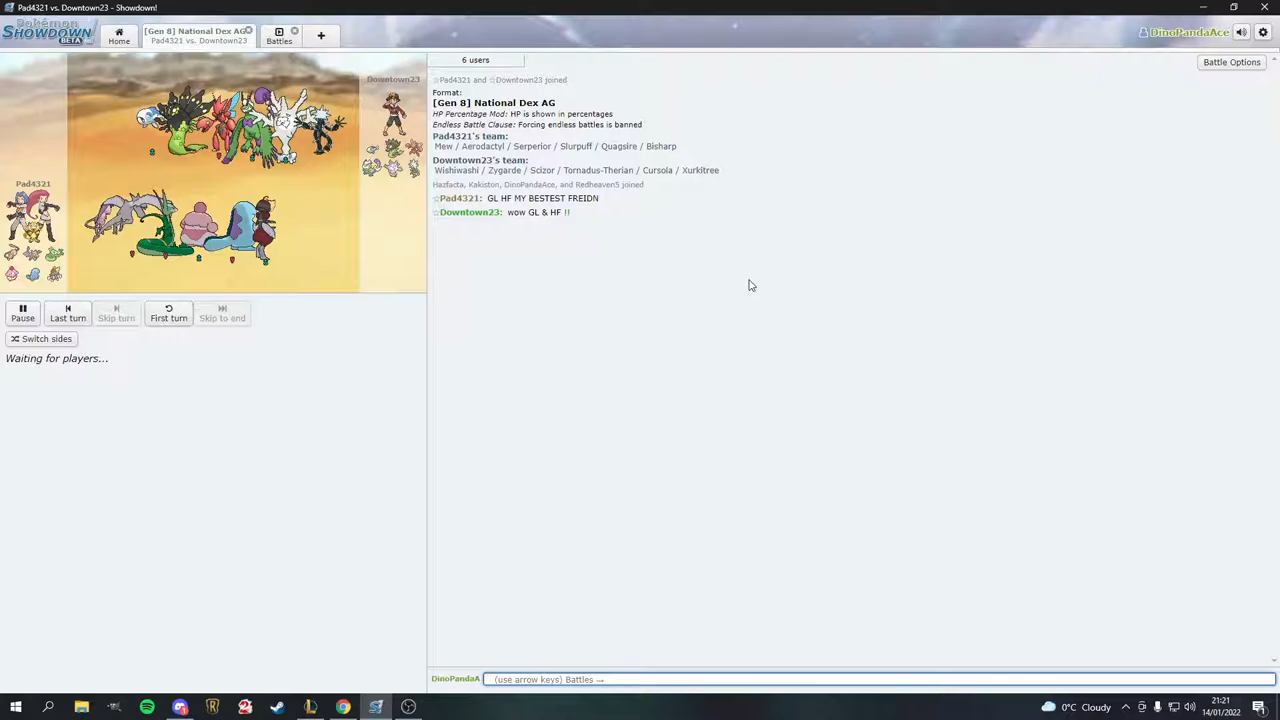 Pad4321 vs. Downtown23 - Showdown!
Pokémon
SHOWDOWN
BETA
Home
[Gen 8] National Dex AG
Pad4321 vs. Downtown23
Battles
DinoPandaAce
6 users
Battle Options
Downtown23
Pad4321
☆Pad4321 and ☆Downtown23 joined
Format:
[Gen 8] National Dex AG
HP Percentage Mod: HP is shown in percentages
Endless Battle Clause: Forcing endless battles is banned
Pad4321's team:
Mew / Aerodactyl / Serperior / Slurpuff / Quagsire / Bisharp
Downtown23's team:
Wishiwashi / Zygarde / Scizor / Tornadus-Therian / Cursola / Xurkitree
Hazfacta, Kakiston, DinoPandaAce, and Redheaven5 joined
☆Pad4321: GL HF MY BESTEST FREIDN
☆Downtown23: wow GL & HF !!
Pause
Last turn
Skip turn
First turn
Skip to end
Switch sides
Waiting for players...
DinoPandaA
(use arrow keys) Battles →
0°C Cloudy
21:21
14/01/2022